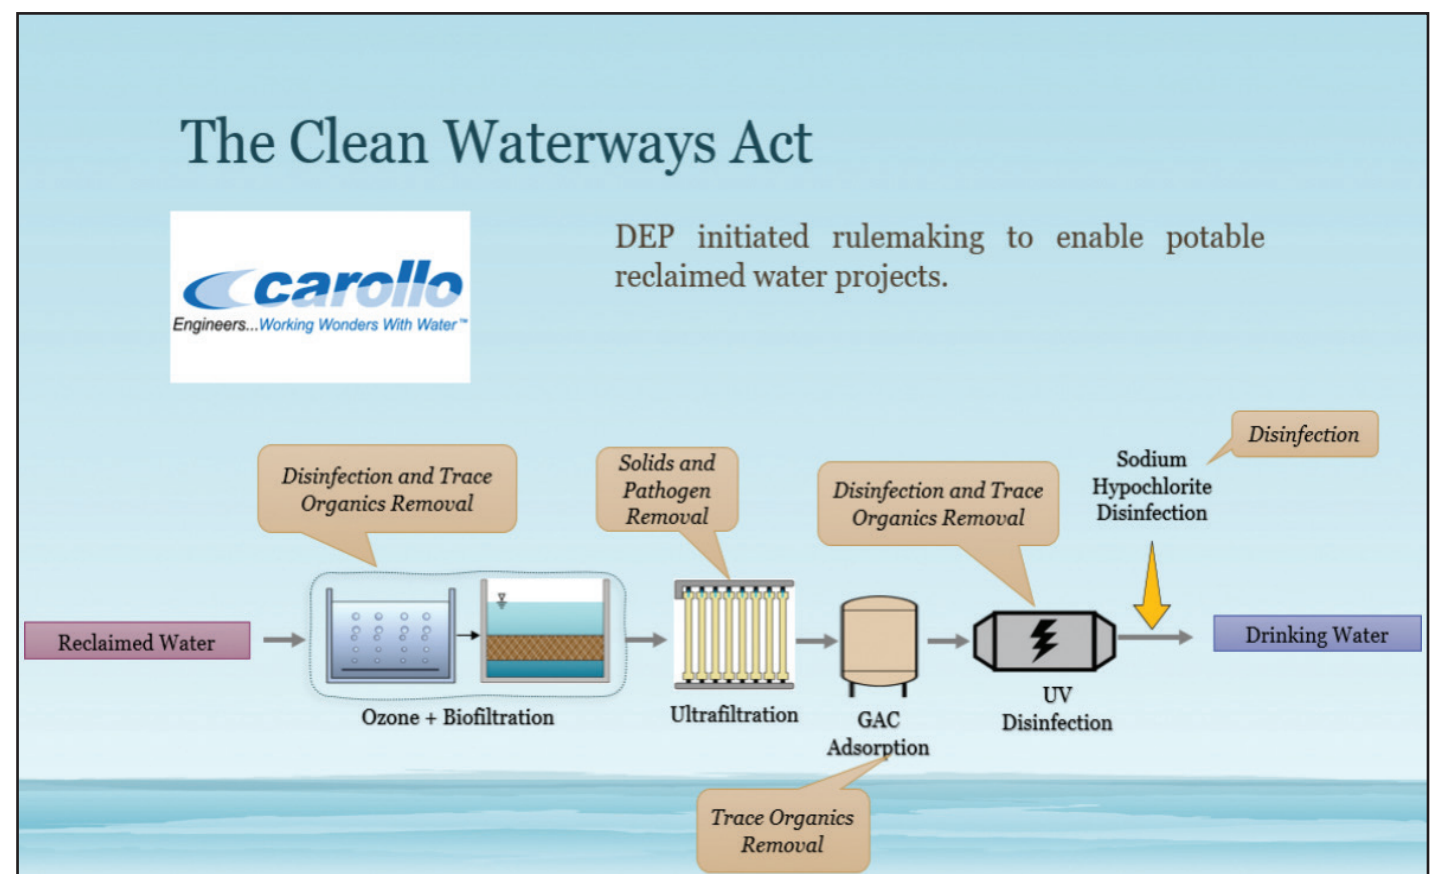 The Clean Waterways Act
carollo
Engineers...Working Wonders With Water™
DEP initiated rulemaking to enable potable
reclaimed water projects.
Disinfection and Trace
Organics Removal
Solids and
Pathogen
Removal
Disinfection and Trace
Organics Removal
Sodium
Hypochlorite
Disinfection
Disinfection
Reclaimed Water
Drinking Water
Ozone + Biofiltration
Ultrafiltration
GAC
Adsorption
UV
Disinfection
Trace Organics
Removal